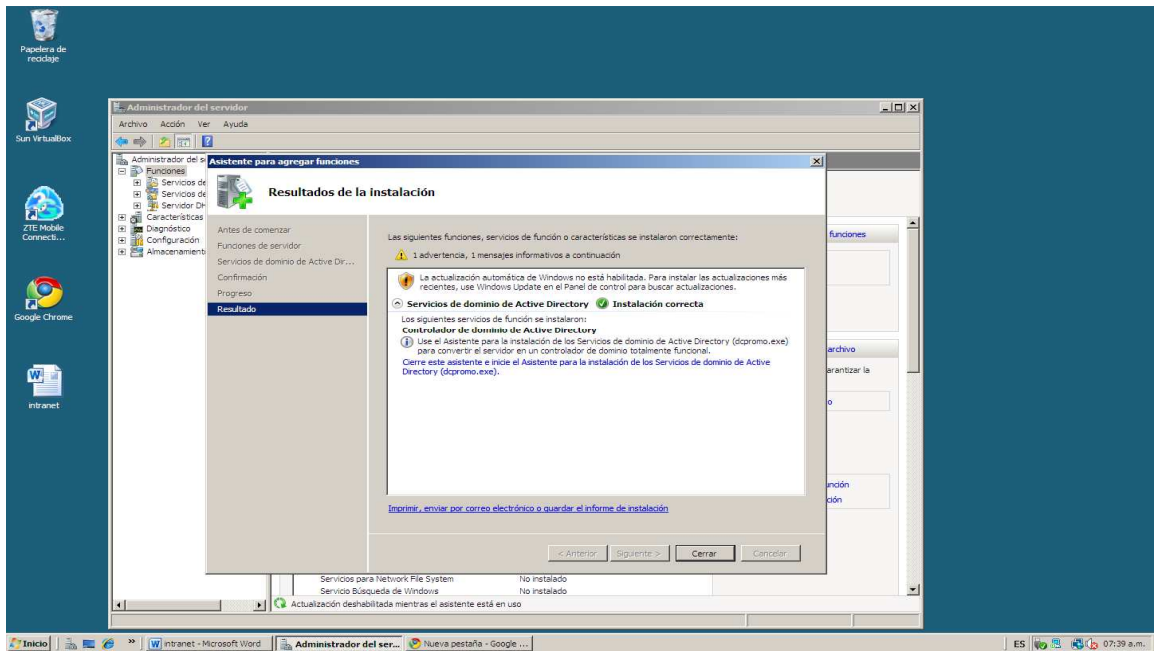 Papelera de
reciclaje
Sun VirtualBox
ZTE Mobile
Connecti...
Google Chrome
intranet
Administrador del servidor
Archivo Acción Ver Ayuda
Administrador del s
Funciones
Servicios de
Servicios de
Servidor DH
Características
Diagnóstico
Configuración
Almacenamient
Asistente para agregar funciones
Resultados de la instalación
Antes de comenzar
Funciones de servidor
Servicios de dominio de Active Dir...
Confirmación
Progreso
Resultado
Las siguientes funciones, servicios de función o características se instalaron correctamente:
1 advertencia, 1 mensajes informativos a continuación
La actualización automática de Windows no está habilitada. Para instalar las actualizaciones más
recientes, use Windows Update en el Panel de control para buscar actualizaciones.
Servicios de dominio de Active Directory Instalación correcta
Los siguientes servicios de función se instalaron:
Controlador de dominio de Active Directory
Use el Asistente para la instalación de los Servicios de dominio de Active Directory (dcpromo.exe)
para convertir el servidor en un controlador de dominio totalmente funcional.
Cierre este asistente e inicie el Asistente para la instalación de los Servicios de dominio de Active
Directory (dcpromo.exe).
Imprimir, enviar por correo electrónico o guardar el informe de instalación
< Anterior Siguiente > Cerrar Cancelar
funciones
archivo
arantizar la
o
unción
ción
Servicios para Network File System No instalado
Servicio Búsqueda de Windows No instalado
Actualización deshabilitada mientras el asistente está en uso
Inicio intranet - Microsoft Word Administrador del ser... Nueva pestaña - Google ... ES 07:39 a.m.